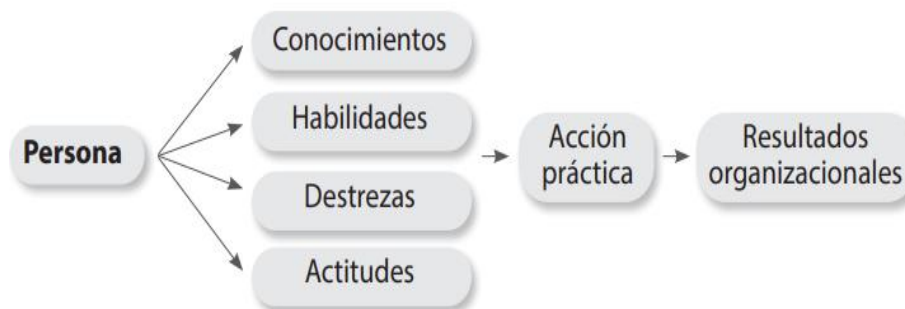 Persona
Conocimientos
Habilidades
Destrezas
Actitudes
Acción
práctica
Resultados
organizacionales